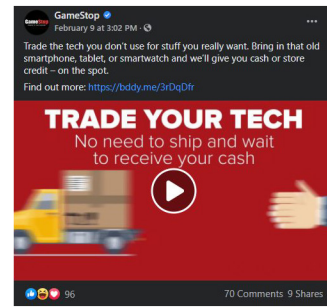 GameStop
GameStop
February 9 at 3:02 PM ·
Trade the tech you don't use for stuff you really want. Bring in that old
smartphone, tablet, or smartwatch and we'll give you cash or store
credit – on the spot.
Find out more: https://bddy.me/3rDqDfr
TRADE YOUR TECH
No need to ship and wait
to receive your cash
96
70 Comments 9 Shares